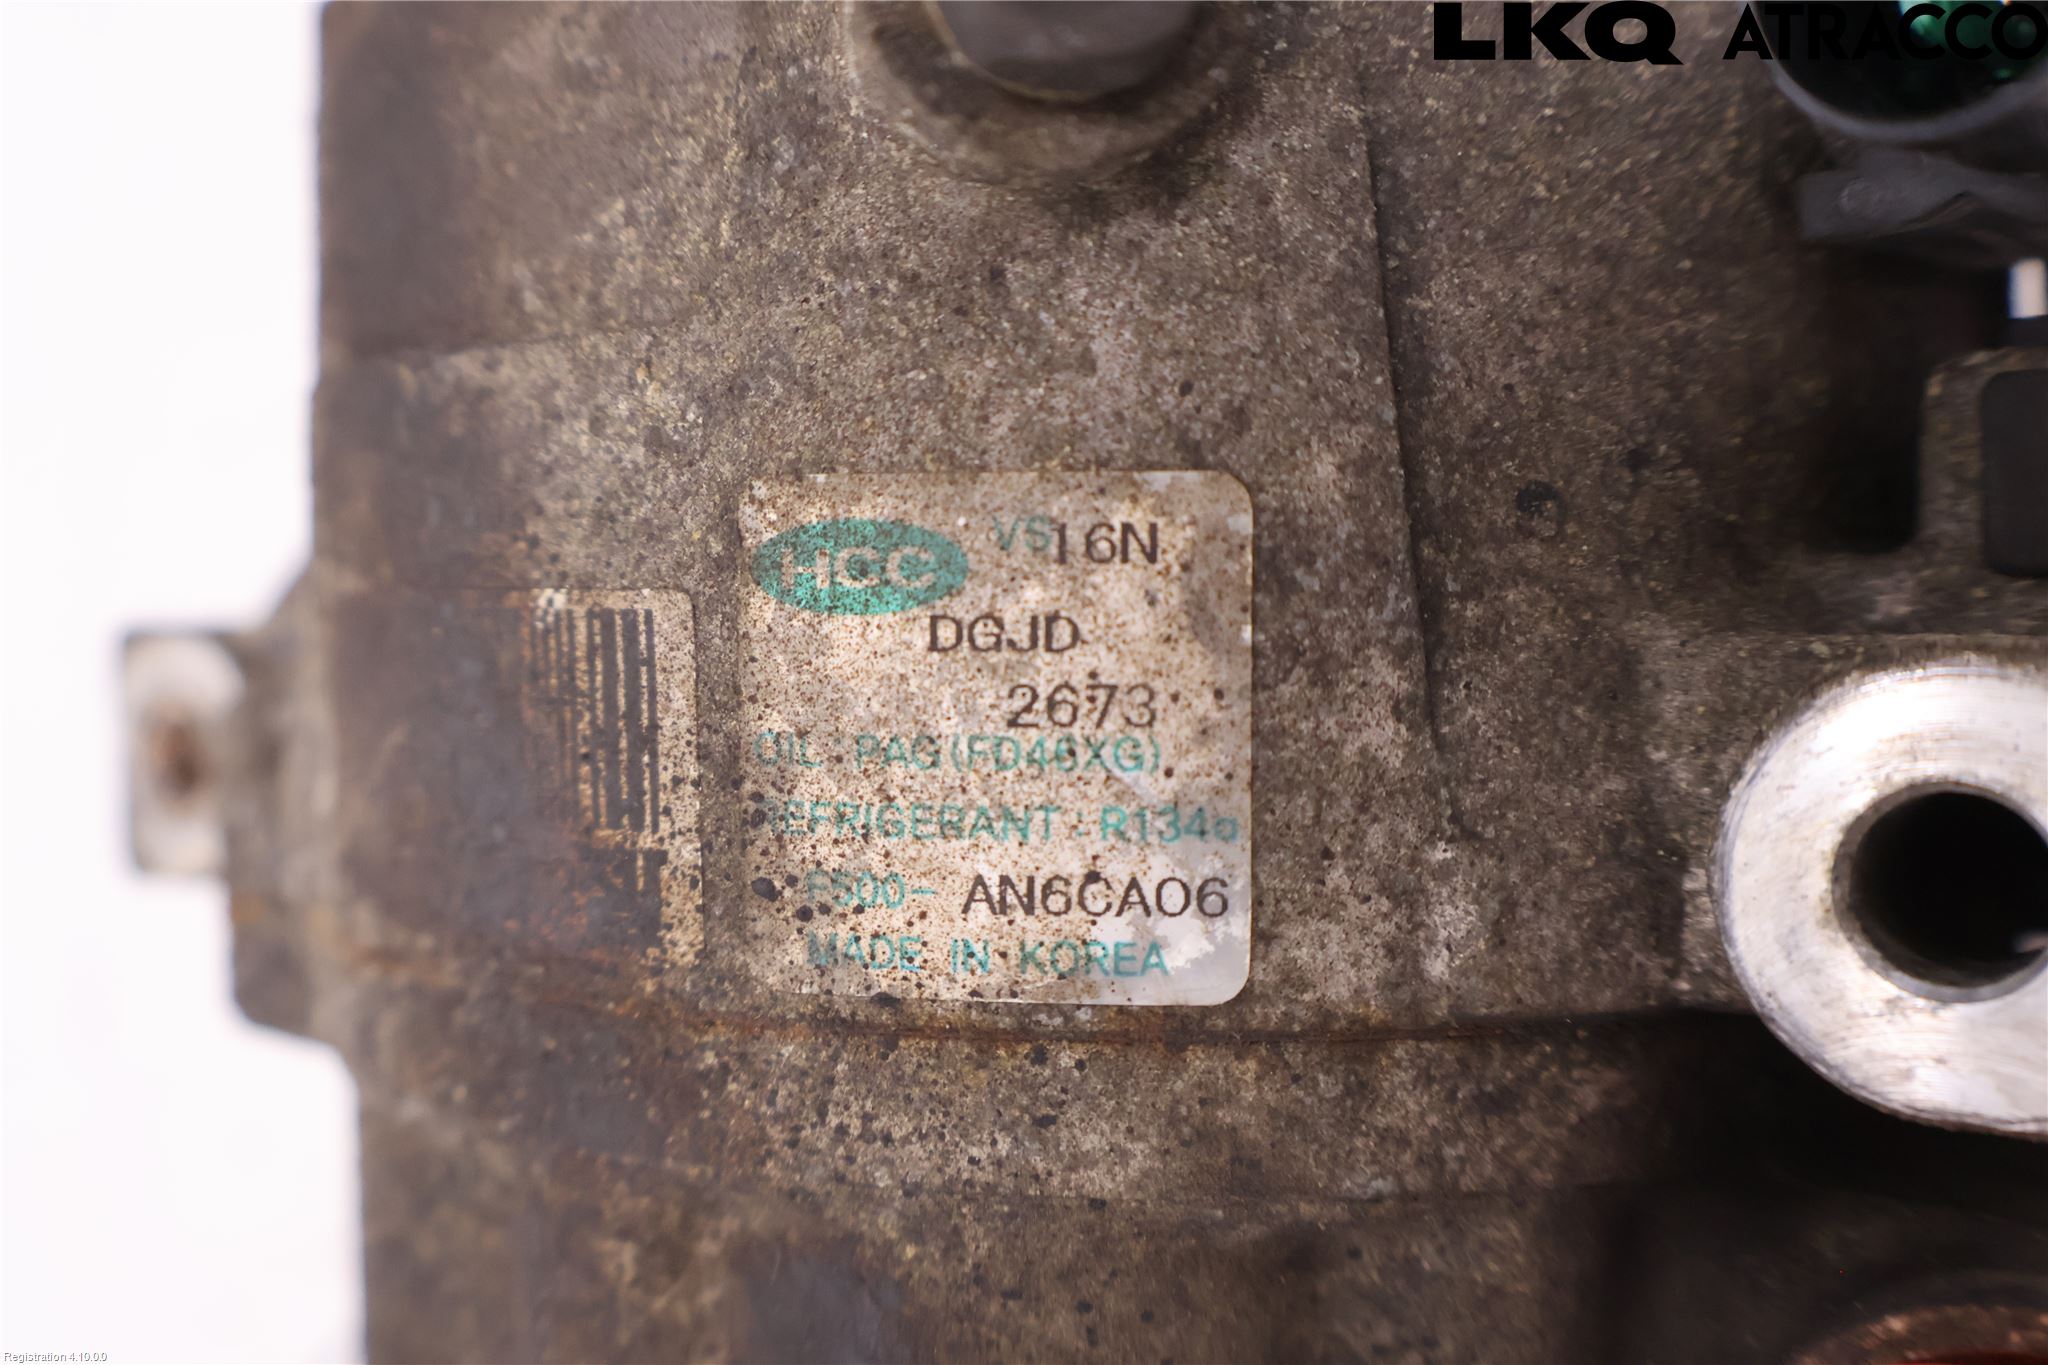 LKQ ATRACCO
HCC VS16N
DGJD
2673
OIL PAG(FD46XG)
REFRIGERANT : R134a
F500- AN6CA06
MADE IN KOREA
Registration 4.10.0.0